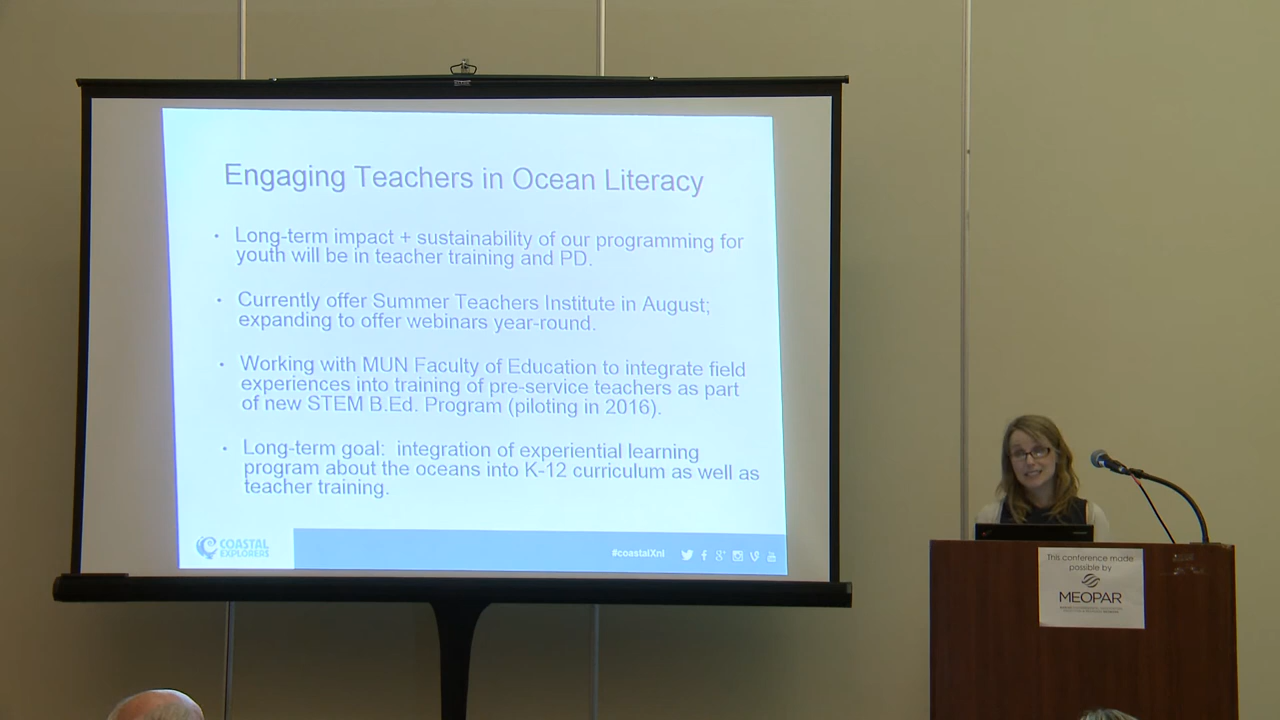 Engaging Teachers in Ocean Literacy
• Long-term impact + sustainability of our programming for
youth will be in teacher training and PD.
• Currently offer Summer Teachers Institute in August;
expanding to offer webinars year-round.
• Working with MUN Faculty of Education to integrate field
experiences into training of pre-service teachers as part
of new STEM B.Ed. Program (piloting in 2016).
• Long-term goal:  integration of experiential learning
program about the oceans into K-12 curriculum as well as
teacher training.
COASTAL
EXPLORERS
#coastalXnl
This conference made
possible by
MEOPAR